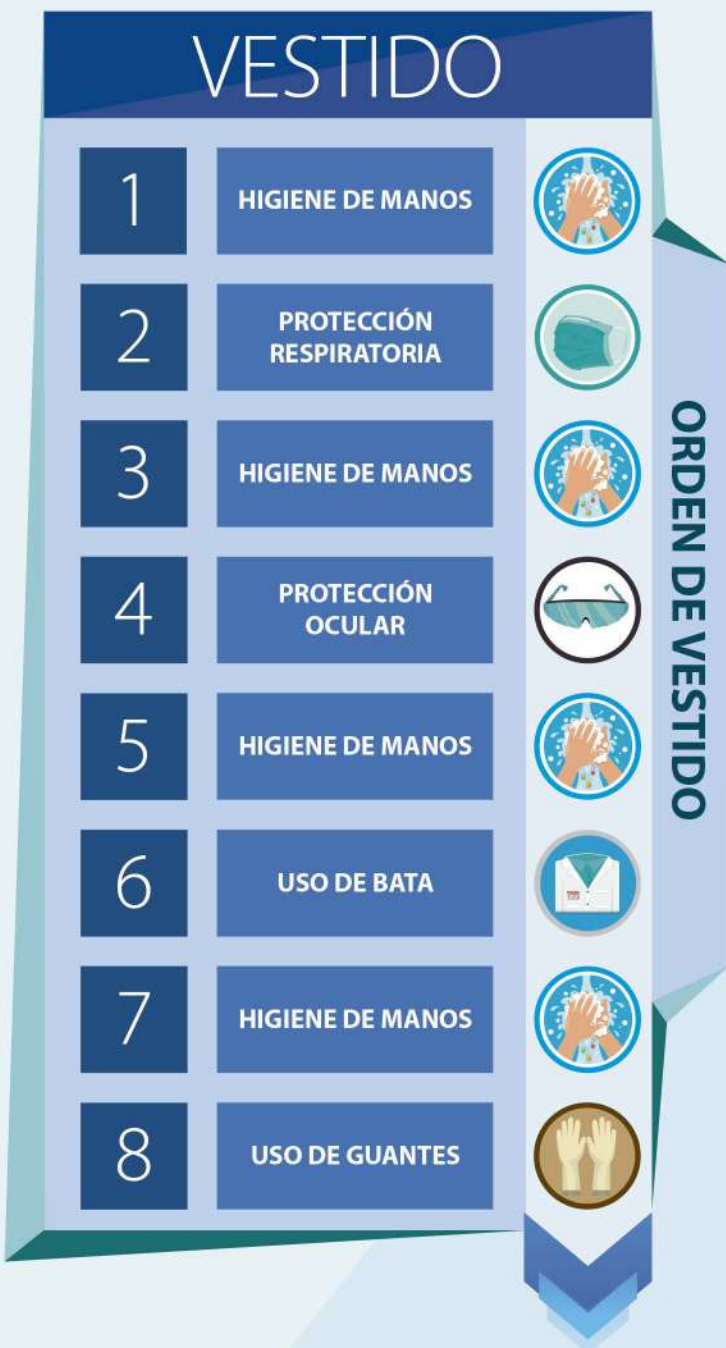 VESTIDO
1
HIGIENE DE MANOS
2
PROTECCIÓN
RESPIRATORIA
3
HIGIENE DE MANOS
4
PROTECCIÓN
OCULAR
5
HIGIENE DE MANOS
6
USO DE BATA
7
HIGIENE DE MANOS
8
USO DE GUANTES
ORDEN DE VESTIDO